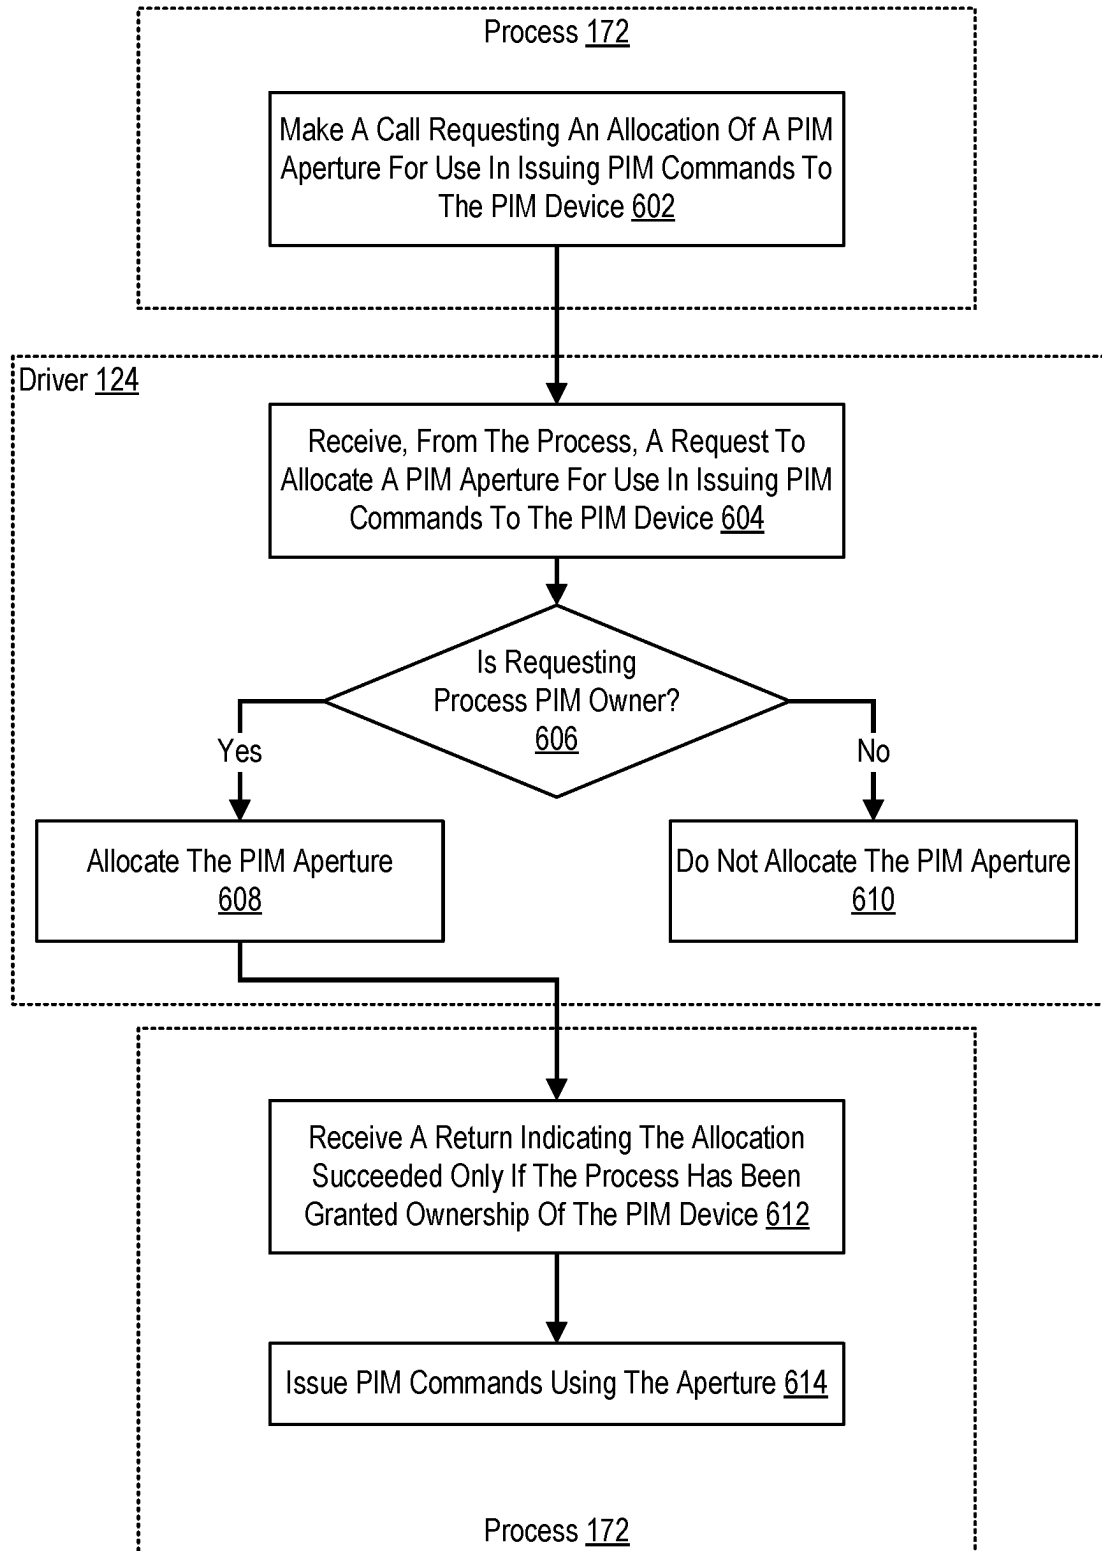 Process 172
Make A Call Requesting An Allocation Of A PIM
Aperture For Use In Issuing PIM Commands To
The PIM Device 602
Driver 124
Receive, From The Process, A Request To
Allocate A PIM Aperture For Use In Issuing PIM
Commands To The PIM Device 604
Is Requesting
Process PIM Owner?
606
Yes
No
Allocate The PIM Aperture
608
Do Not Allocate The PIM Aperture
610
Receive A Return Indicating The Allocation
Succeeded Only If The Process Has Been
Granted Ownership Of The PIM Device 612
Issue PIM Commands Using The Aperture 614
Process 172